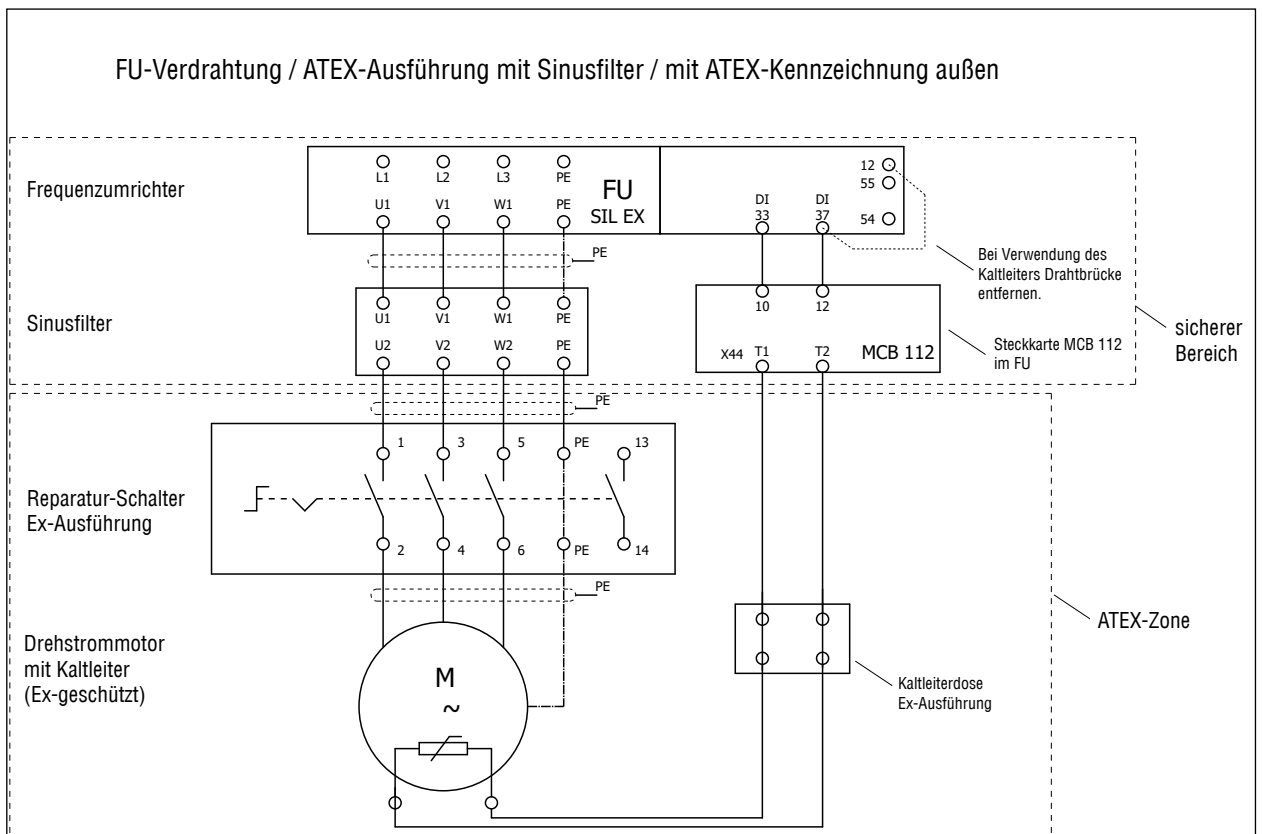 FU-Verdrahtung / ATEX-Ausführung mit Sinusfilter / mit ATEX-Kennzeichnung außen
Frequenzumrichter
L1 L2 L3 PE
U1 V1 W1 PE
FU
SIL EX
DI DI
33 37
12
55
54
PE
Bei Verwendung des
Kaltleiters Drahtbrücke
entfernen.
Sinusfilter
U1 V1 W1 PE
U2 V2 W2 PE
10 12
X44 T1 T2 MCB 112
Steckkarte MCB 112
im FU
sicherer
Bereich
PE
Reparatur-Schalter
Ex-Ausführung
1 3 5 PE 13
2 4 6 PE 14
PE
ATEX-Zone
Drehstrommotor
mit Kaltleiter
(Ex-geschützt)
M
~
Kaltleiterdose
Ex-Ausführung